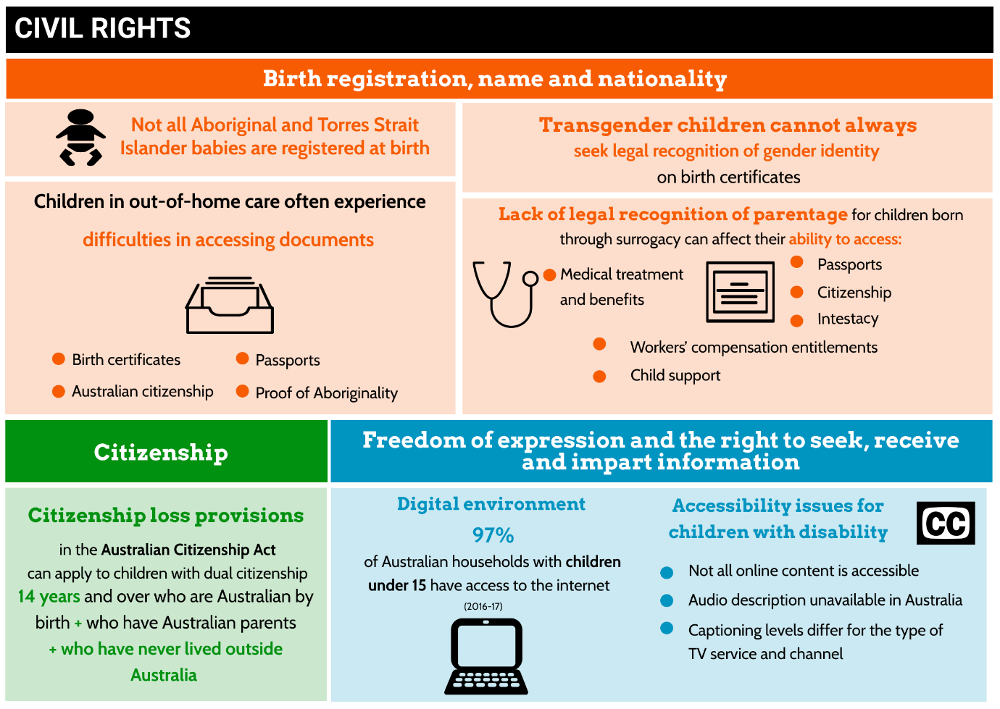 CIVIL RIGHTS
Birth registration, name and nationality
Not all Aboriginal and Torres Strait
Islander babies are registered at birth
Children in out-of-home care often experience
difficulties in accessing documents
Birth certificates
Passports
Australian citizenship
Proof of Aboriginality
Transgender children cannot always
seek legal recognition of gender identity
on birth certificates
Lack of legal recognition of parentage for children born
through surrogacy can affect their ability to access:
Medical treatment
and benefits
Passports
Citizenship
Intestacy
Workers' compensation entitlements
Child support
Citizenship
Citizenship loss provisions
in the Australian Citizenship Act
can apply to children with dual citizenship
14 years and over who are Australian by
birth + who have Australian parents
+ who have never lived outside
Australia
Freedom of expression and the right to seek, receive
and impart information
Digital environment
97%
of Australian households with children
under 15 have access to the internet
(2016-17)
Accessibility issues for
children with disability
CC
Not all online content is accessible
Audio description unavailable in Australia
Captioning levels differ for the type of
TV service and channel